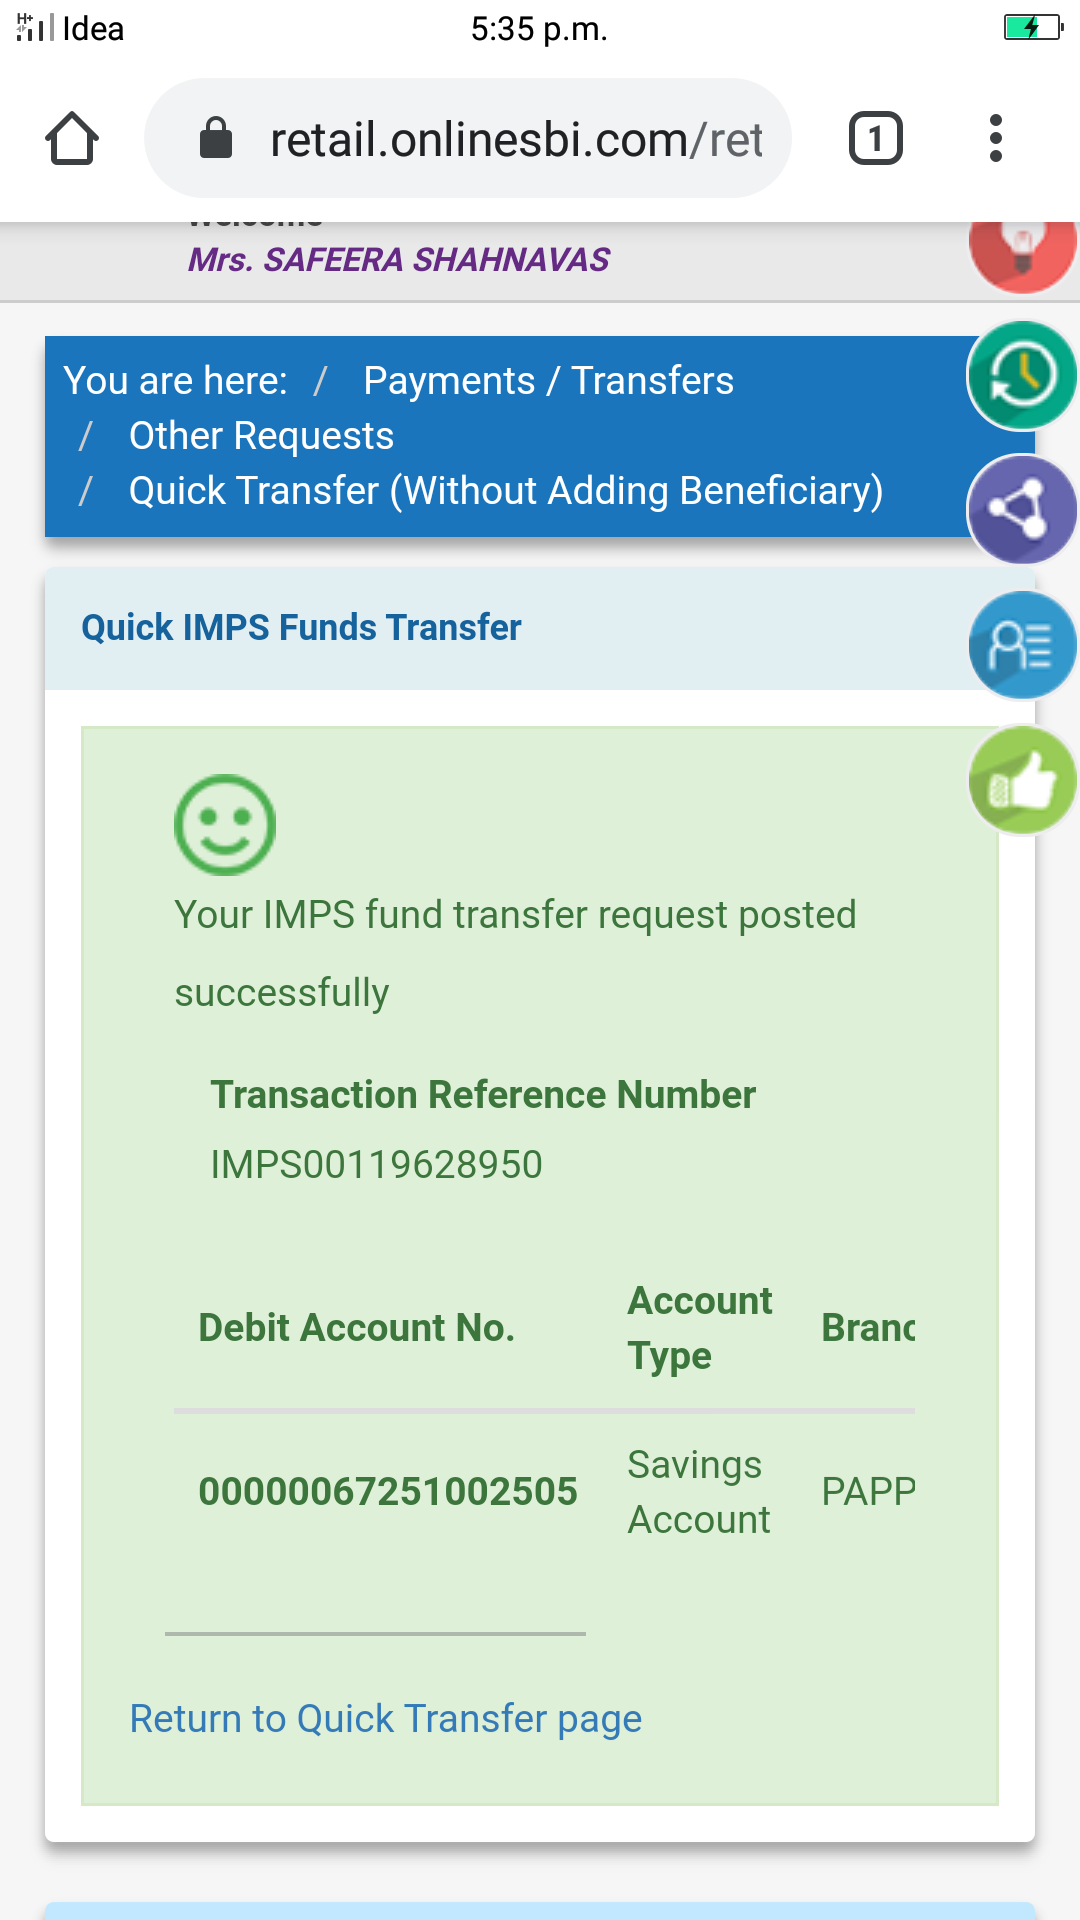 H+
Idea
5:35 p.m.
retail.onlinesbi.com/ret
1
Welcome
Mrs. SAFEERA SHAHNAVAS
You are here: / Payments / Transfers
/ Other Requests
/ Quick Transfer (Without Adding Beneficiary)
Quick IMPS Funds Transfer
Your IMPS fund transfer request posted
successfully
Transaction Reference Number
IMPS00119628950
Debit Account No.
Account
Type
Branc
00000067251002505
Savings
Account
PAPP
Return to Quick Transfer page